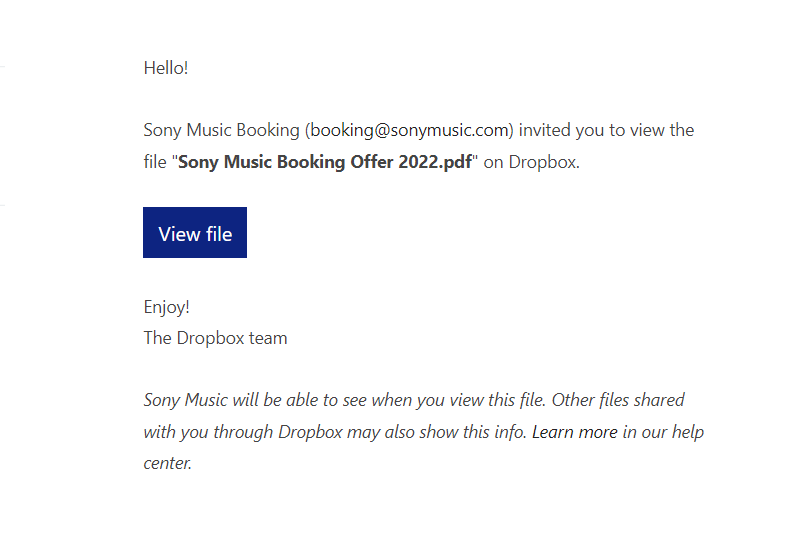 Hello!
Sony Music Booking (booking@sonymusic.com) invited you to view the
file "Sony Music Booking Offer 2022.pdf" on Dropbox.
View file
Enjoy!
The Dropbox team
Sony Music will be able to see when you view this file. Other files shared
with you through Dropbox may also show this info. Learn more in our help
center.